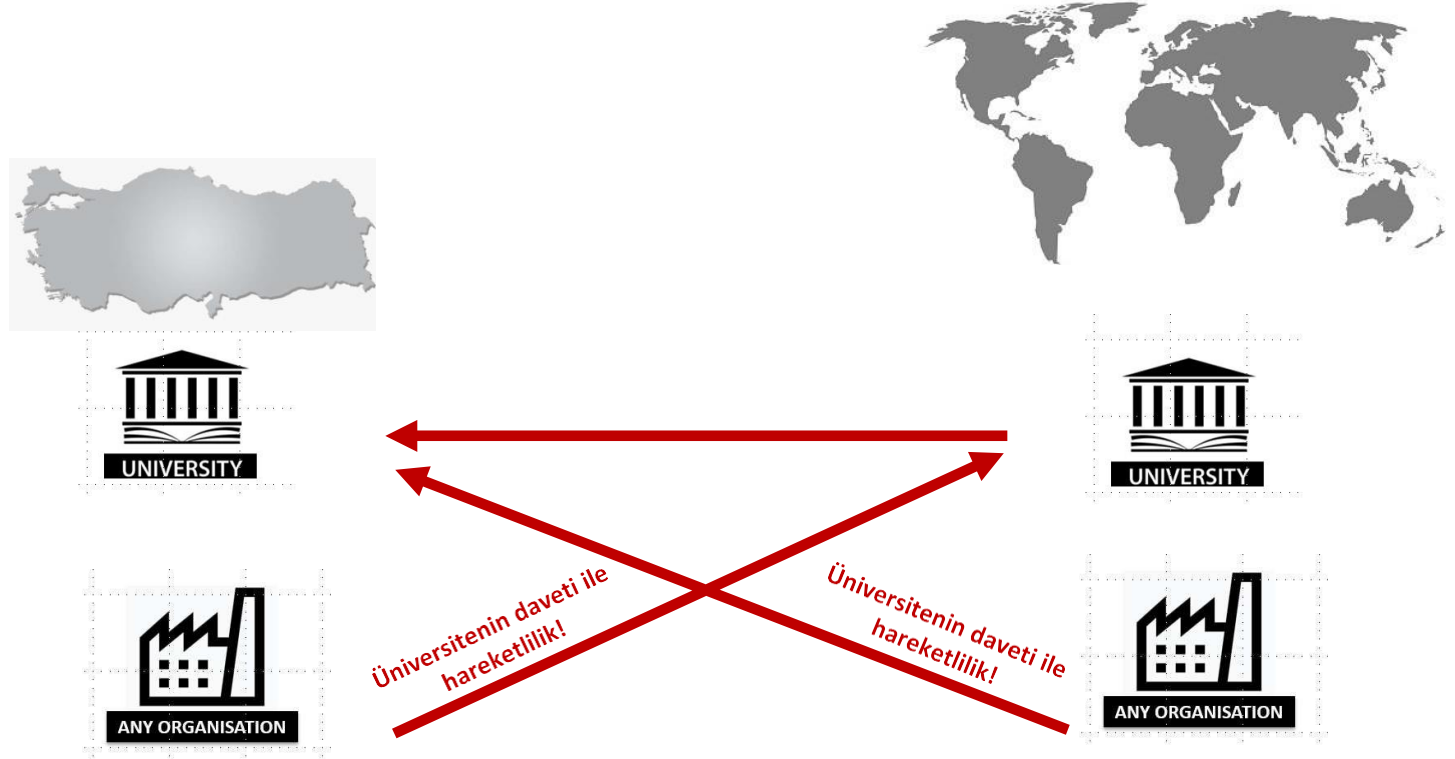 UNIVERSITY
UNIVERSITY
Üniversitenin daveti ile
hareketlilik!
Üniversitenin daveti ile
hareketlilik!
ANY ORGANISATION
ANY ORGANISATION